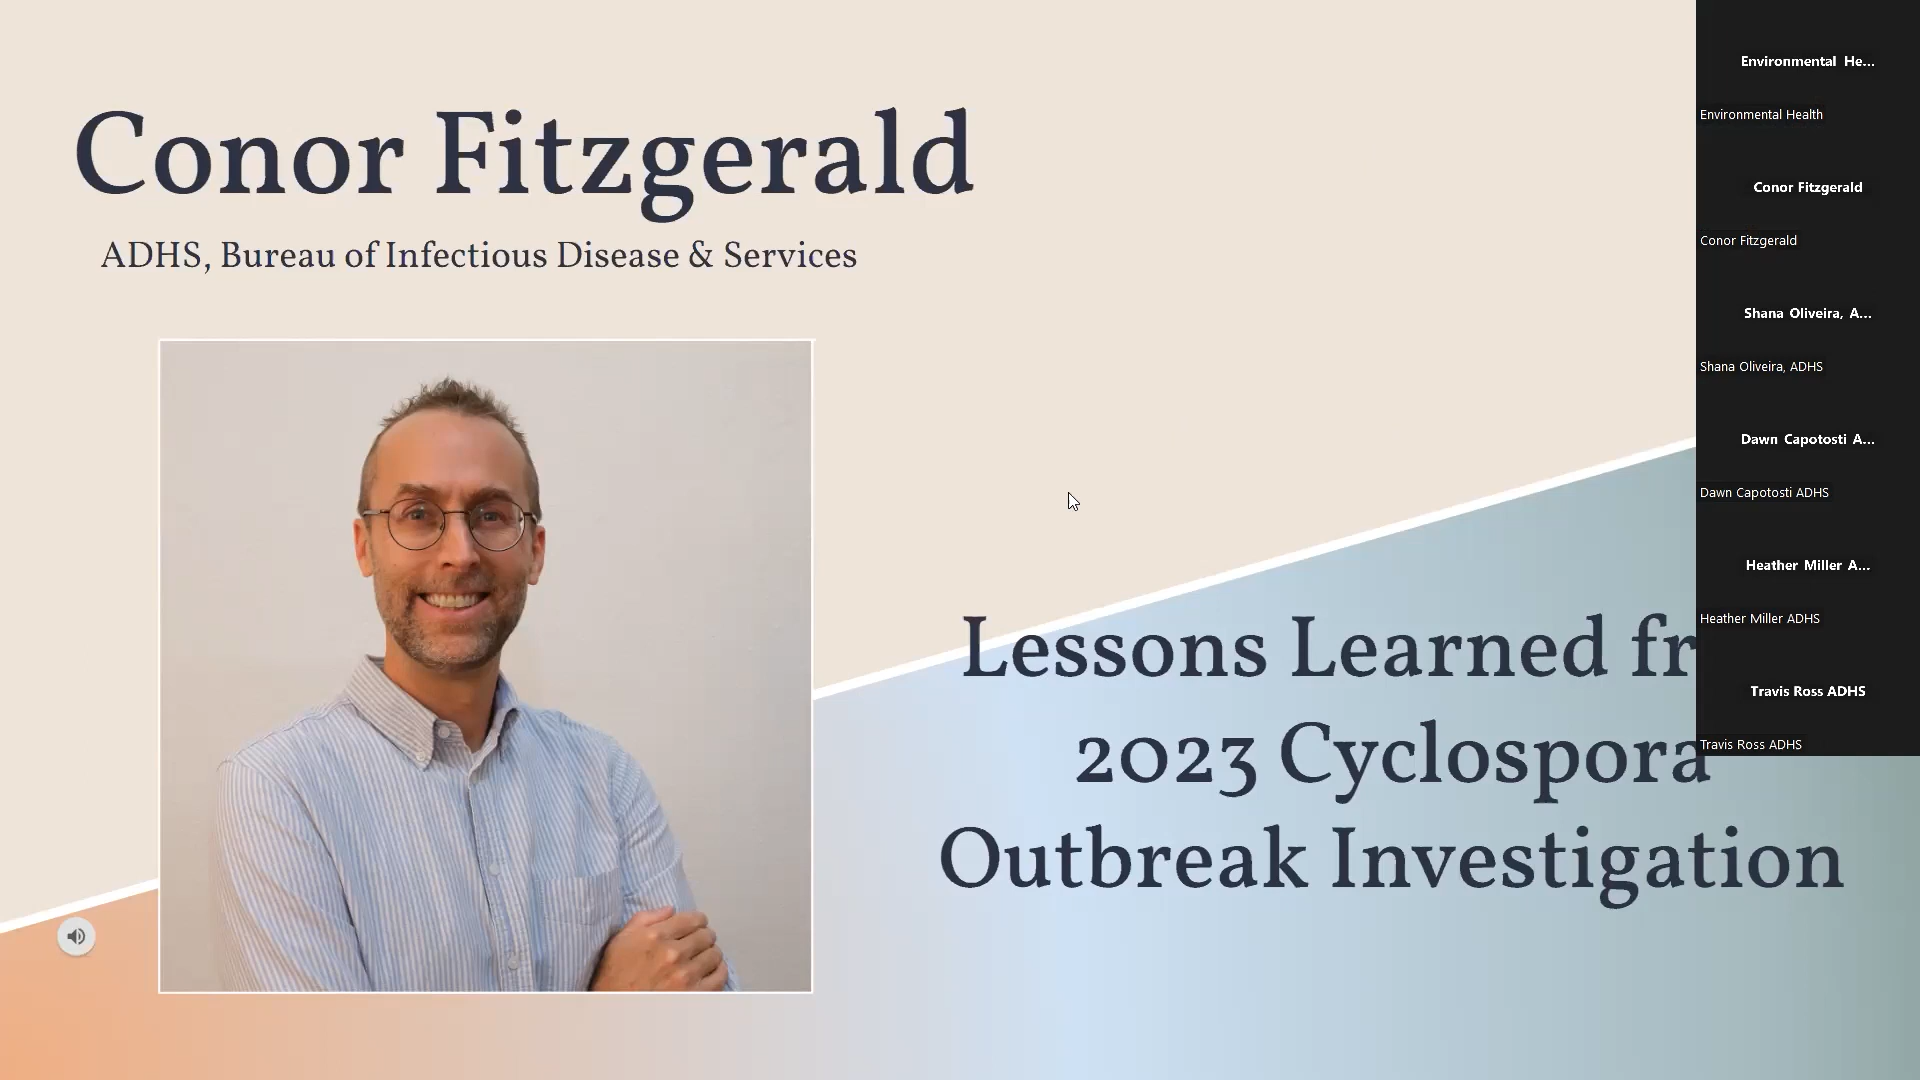 Conor Fitzgerald
ADHS, Bureau of Infectious Disease & Services
Lessons Learned fr
2023 Cyclospora
Outbreak Investigation
Environmental He...
Environmental Health
Conor Fitzgerald
Conor Fitzgerald
Shana Oliveira, A...
Shana Oliveira, ADHS
Dawn Capotosti A...
Dawn Capotosti ADHS
Heather Miller A...
Heather Miller ADHS
Travis Ross ADHS
Travis Ross ADHS